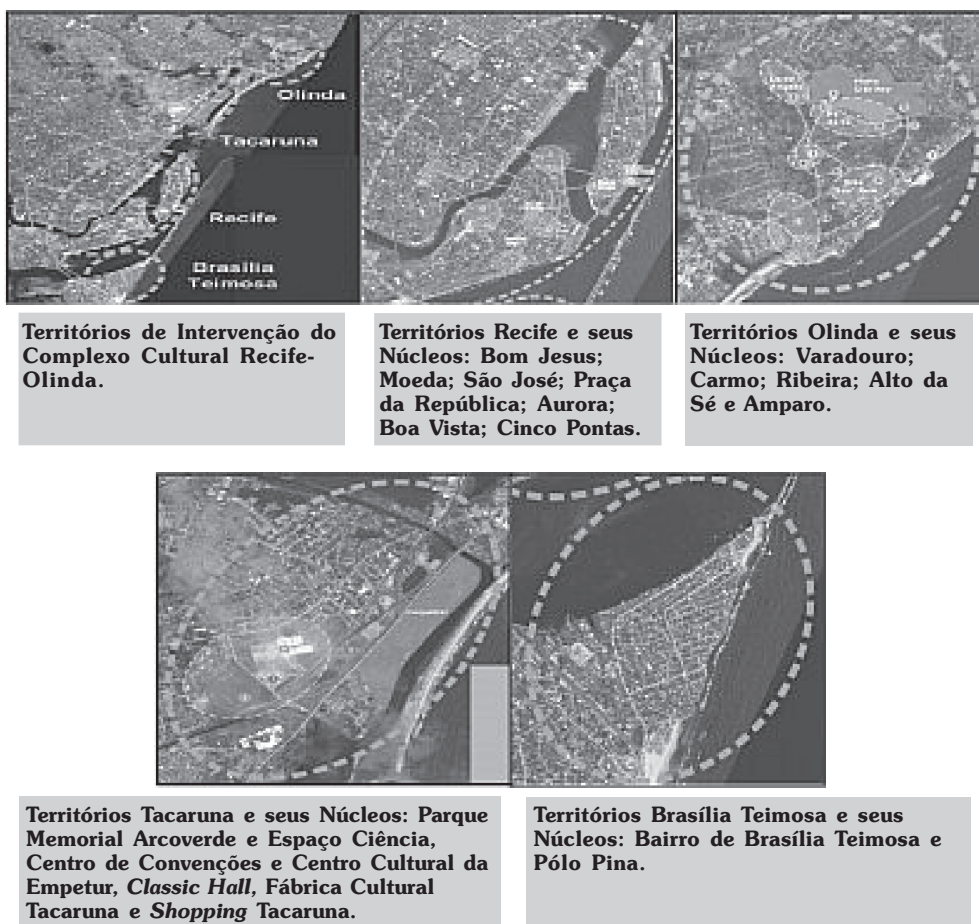 Olinda
Tacaruna
Recife
Brasília
Teimosa
Territórios de Intervenção do
Complexo Cultural Recife-
Olinda.
Territórios Recife e seus
Núcleos: Bom Jesus;
Moeda; São José; Praça
da República; Aurora;
Boa Vista; Cinco Pontas.
Territórios Olinda e seus
Núcleos: Varadouro;
Carmo; Ribeira; Alto da
Sé e Amparo.
Territórios Tacaruna e seus Núcleos: Parque
Memorial Arcoverde e Espaço Ciência,
Centro de Convenções e Centro Cultural da
Empetur, Classic Hall, Fábrica Cultural
Tacaruna e Shopping Tacaruna.
Territórios Brasília Teimosa e seus
Núcleos: Bairro de Brasília Teimosa e
Pólo Pina.